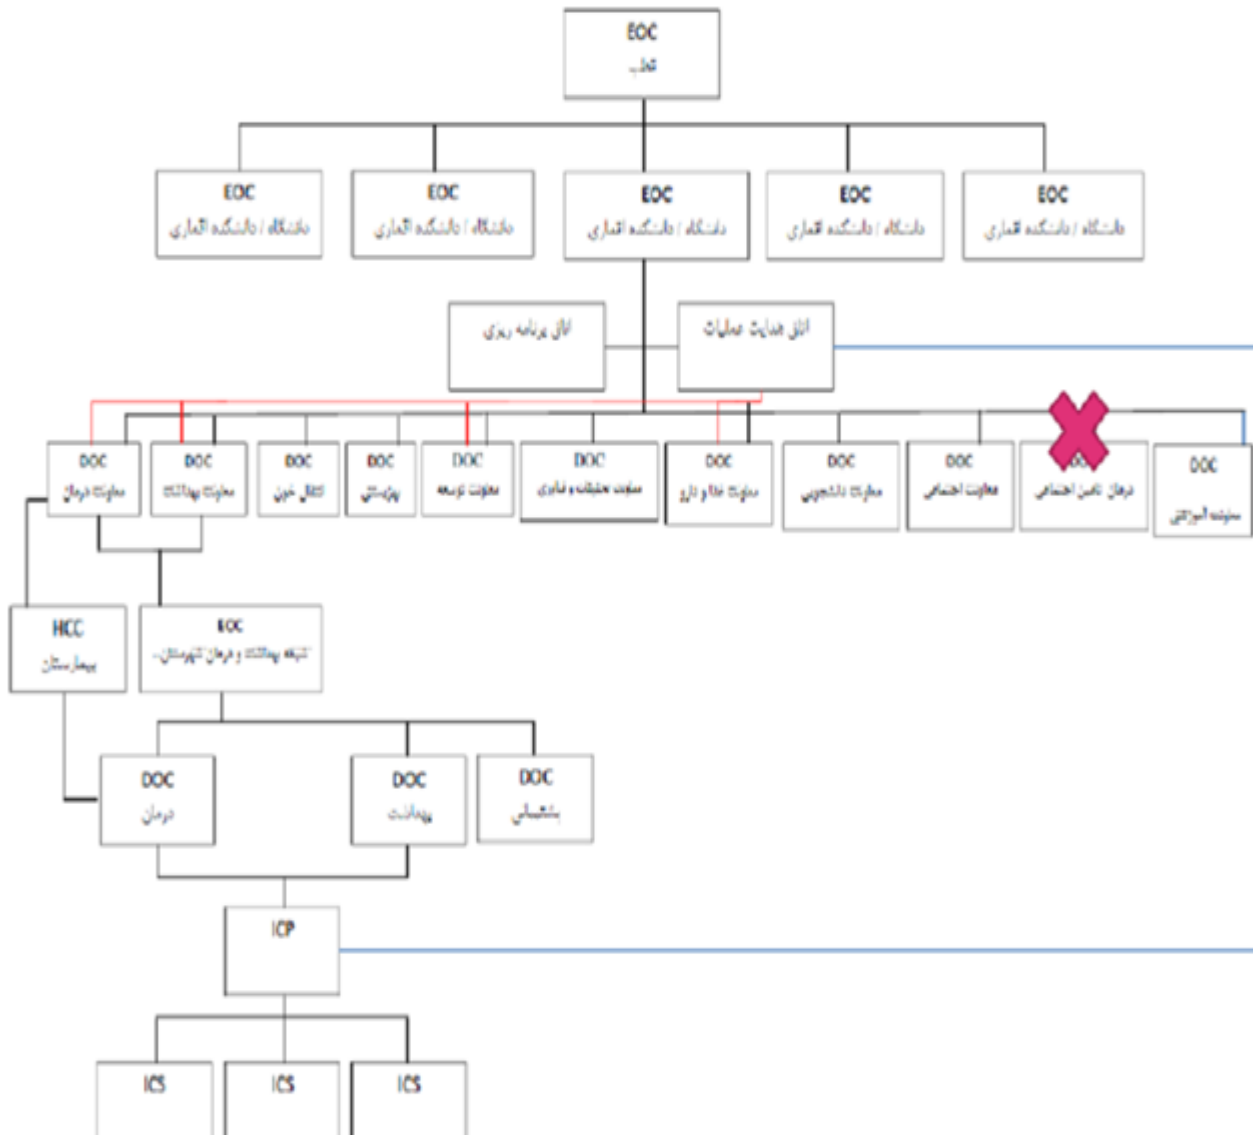 EOC
قطب
EOC
دانشگاه / دانشکده اقماری
EOC
دانشگاه / دانشکده اقماری
EOC
دانشگاه / دانشکده اقماری
EOC
دانشگاه / دانشکده اقماری
EOC
دانشگاه / دانشکده اقماری
اتاق برنامه ریزی
اتاق هدایت عملیات
DOC
معاونت درمان
DOC
معاونت بهداشت
DOC
انتقال خون
DOC
بهزیستی
DOC
معاونت توسعه
DOC
معاونت تحقیقات و فناوری
DOC
معاونت غذا و دارو
DOC
معاونت دانشجویی
DOC
معاونت اجتماعی
درمان تامین اجتماعی
DOC
معاونت آموزشی
HCC
بیمارستان
EOC
شبکه بهداشت و درمان شهرستان...
DOC
درمان
DOC
بهداشت
DOC
پشتیبانی
ICP
ICS
ICS
ICS